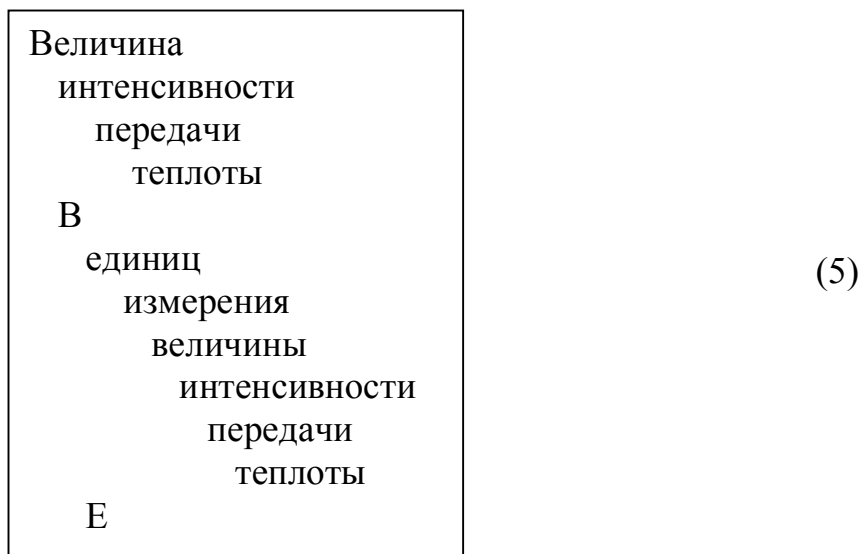 Величина
интенсивности
передачи
теплоты
В
единиц
измерения
величины
интенсивности
передачи
теплоты
Е
(5)